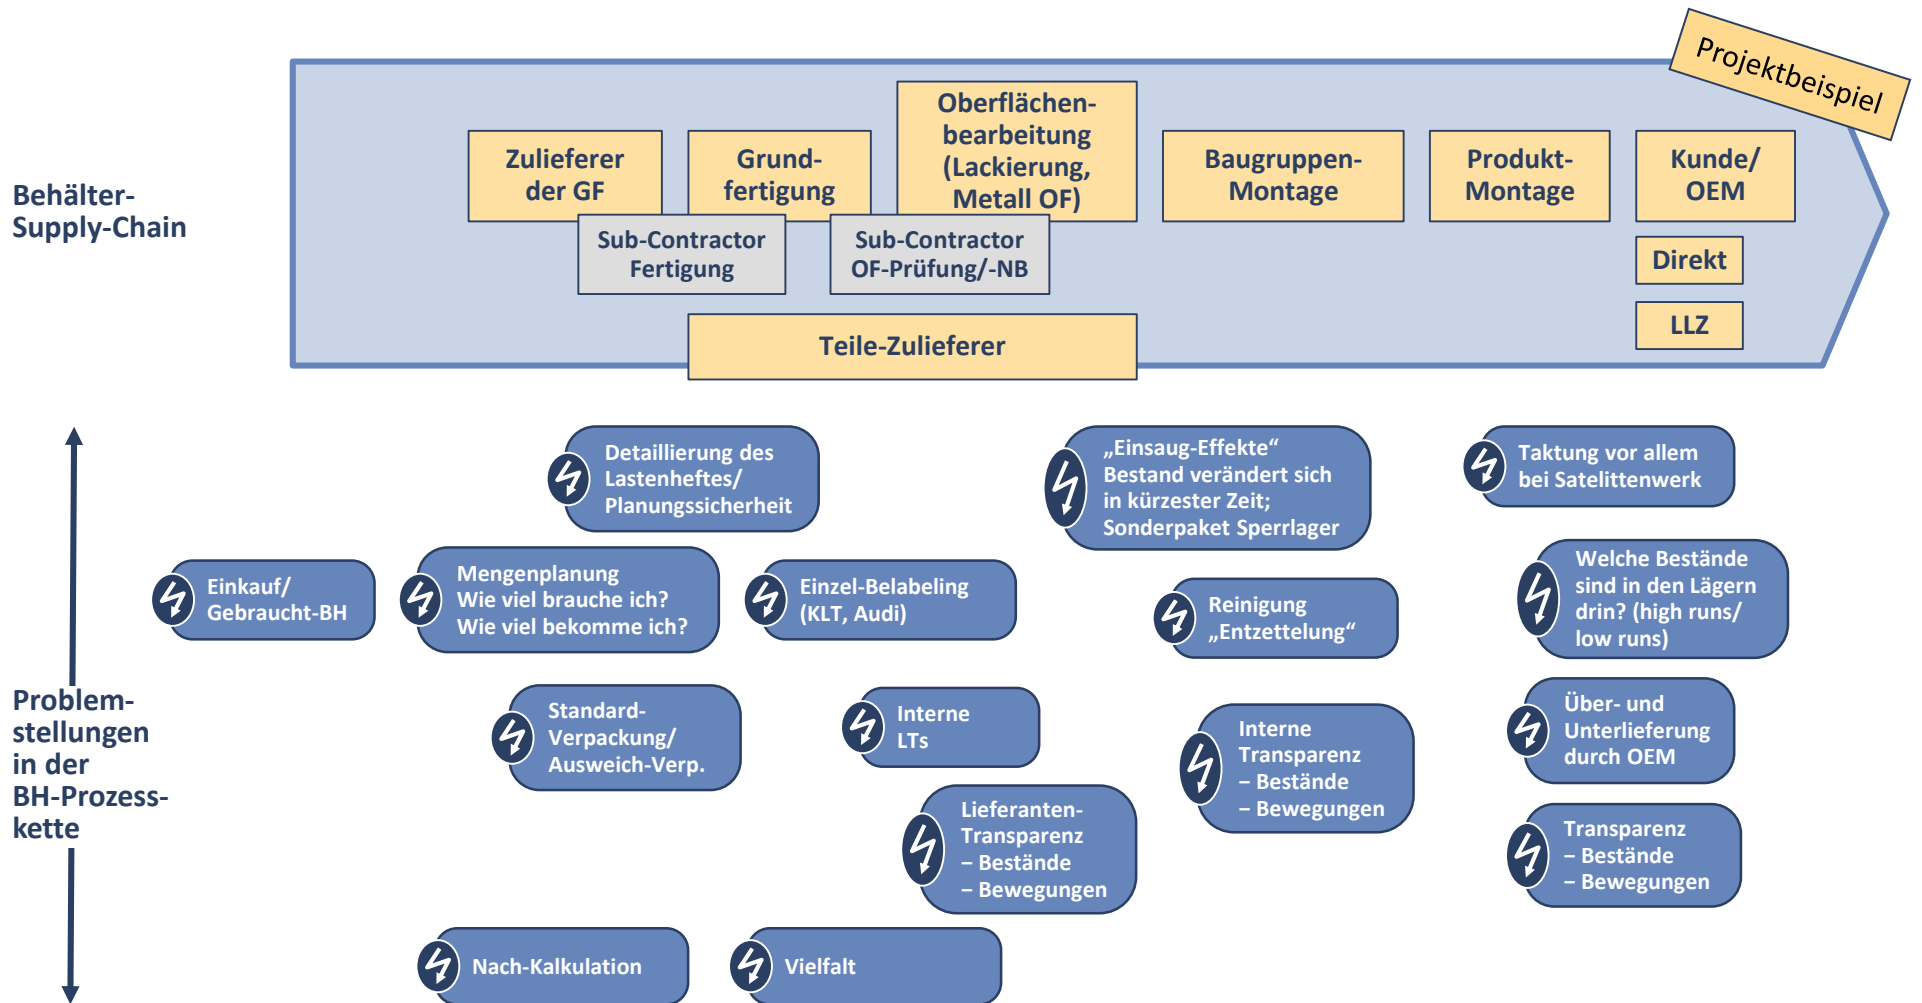 Projektbeispiel
Behälter-
Supply-Chain
Zulieferer
der GF
Grund-
fertigung
Oberflächen-
bearbeitung
(Lackierung,
Metall OF)
Baugruppen-
Montage
Produkt-
Montage
Kunde/
OEM
Sub-Contractor
Fertigung
Sub-Contractor
OF-Prüfung/-NB
Direkt
LLZ
Teile-Zulieferer
Problem-
stellungen
in der
BH-Prozess-
kette
Detaillierung des
Lastenheftes/
Planungssicherheit
„Einsaug-Effekte“
Bestand verändert sich
in kürzester Zeit;
Sonderpaket Sperrlager
Taktung vor allem
bei Satelittenwerk
Einkauf/
Gebraucht-BH
Mengenplanung
Wie viel brauche ich?
Wie viel bekomme ich?
Einzel-Belabeling
(KLT, Audi)
Reinigung
„Entzettelung“
Welche Bestände
sind in den Lägern
drin? (high runs/
low runs)
Standard-
Verpackung/
Ausweich-Verp.
Interne
LTs
Interne
Transparenz
– Bestände
– Bewegungen
Über- und
Unterlieferung
durch OEM
Lieferanten-
Transparenz
– Bestände
– Bewegungen
Transparenz
– Bestände
– Bewegungen
Nach-Kalkulation
Vielfalt